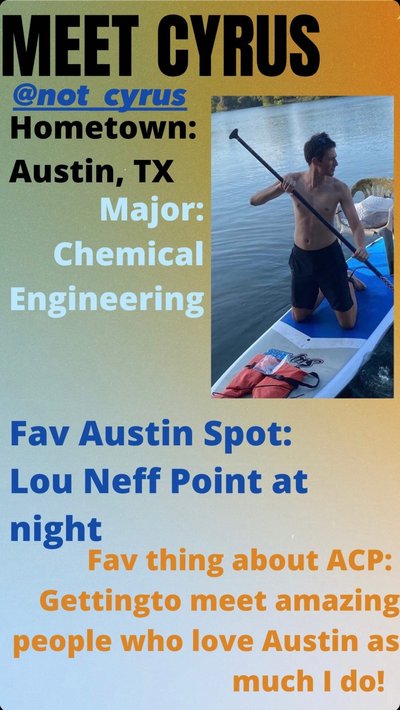 MEET CYRUS
@not_cyrus
Hometown:
Austin, TX
Major:
Chemical
Engineering
Fav Austin Spot:
Lou Neff Point at
night
Fav thing about ACP:
Gettingto meet amazing
people who love Austin as
much I do!